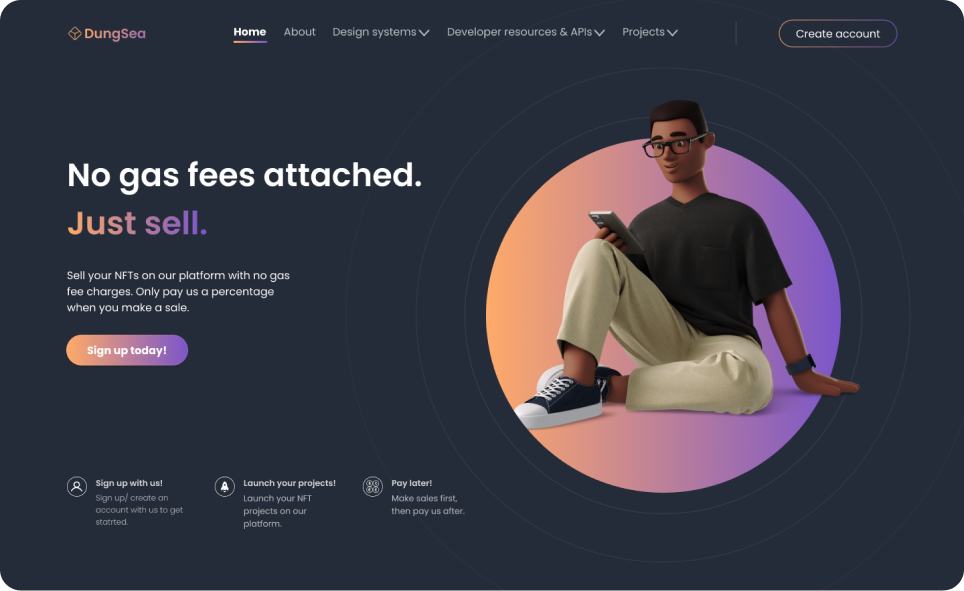 DungSea
Home
About
Design systems
Developer resources & APIs
Projects
Create account
No gas fees attached.
Just sell.
Sell your NFTs on our platform with no gas
fee charges. Only pay us a percentage
when you make a sale.
Sign up today!
Sign up with us!
Sign up/ create an
account with us to get
statrted.
Launch your projects!
Launch your NFT
projects on our
platform.
Pay later!
Make sales first,
then pay us after.